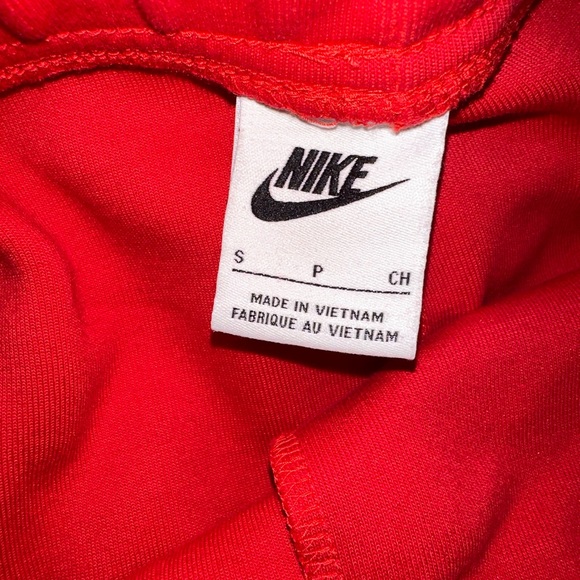 NIKE
S P CH
MADE IN VIETNAM
FABRIQUE AU VIETNAM